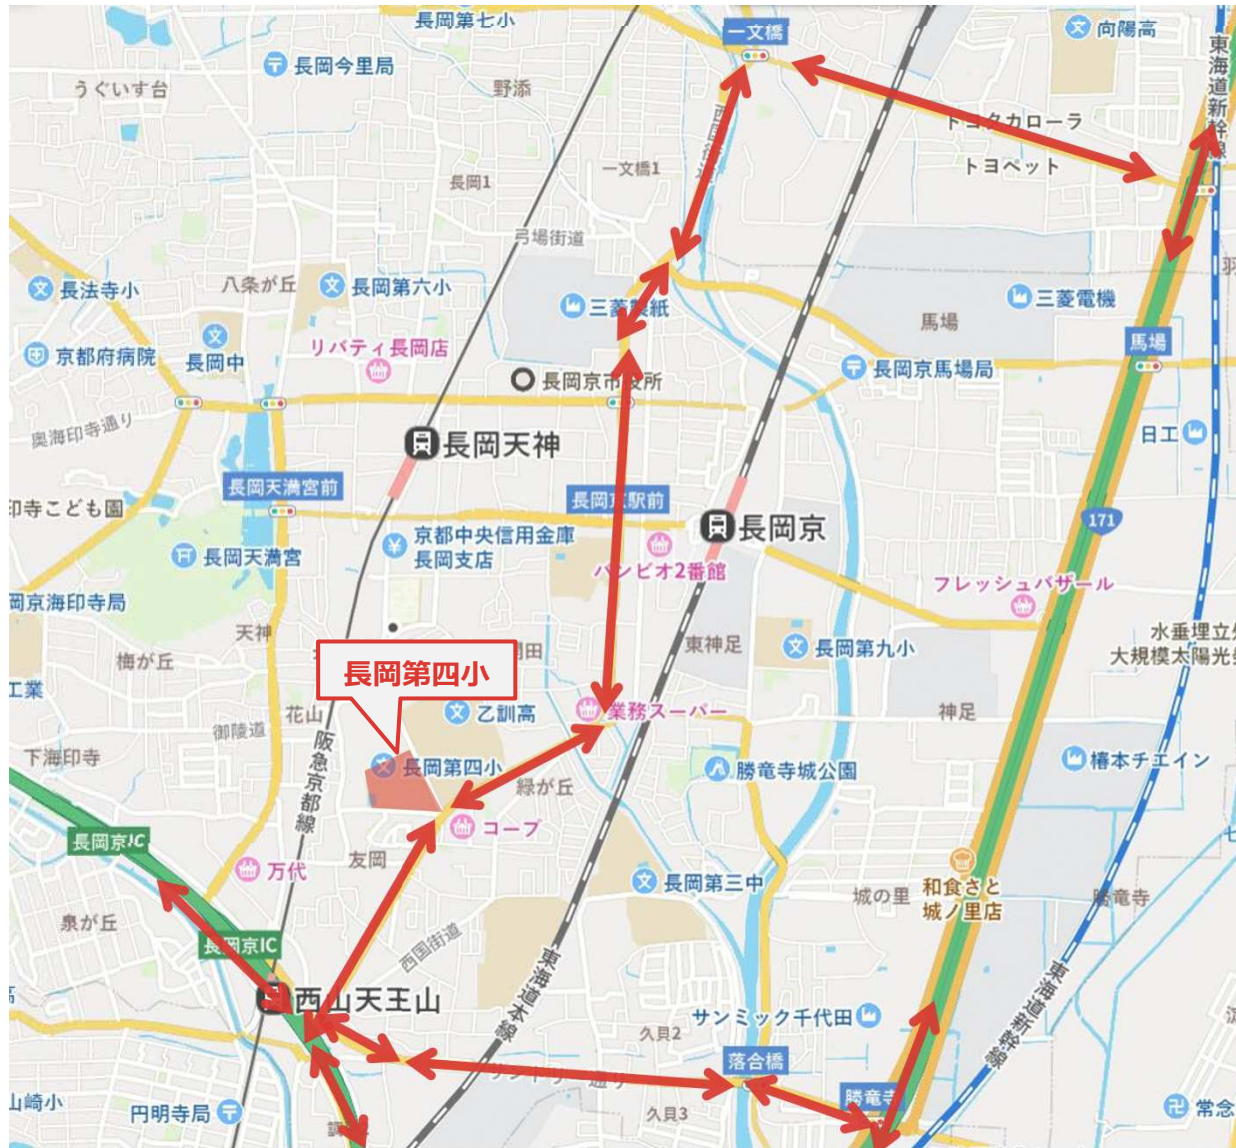 長岡第七小
一文橋
向陽高
東海道新幹線
長岡今里局
うぐいす台
野添
トヨタカローラ
トヨペット
一文橋1
長岡1
弓場街道
八条が丘
長法寺小
長岡第六小
三菱製紙
三菱電機
馬場
馬場
京都府病院
長岡中
リバティ長岡店
長岡京市役所
長岡京馬場局
奥海印寺通り
日工
長岡天神
長岡天満宮前
長岡京駅前
印寺こども園
171
長岡京
京都中央信用金庫
長岡支店
長岡天満宮
バンビオ2番館
フレッシュバザール
岡京海印寺局
天神
水垂埋立
大規模太陽光
梅が丘
東神足
長岡第九小
長岡第四小
工業
花山
乙訓高
業務スーパー
神足
御陵道
下海印寺
阪急京都線
長岡第四小
緑が丘
勝竜寺城公園
椿本チエイン
長岡京IC
コープ
友岡
万代
長岡第三中
城の里
和食さと
城ノ里店
勝竜寺
泉が丘
長岡京IC
西国街道
東海道本線
東海道新幹線
西山天王山
サンミック千代田
久貝2
落合橋
勝竜寺
山崎小
円明寺局
久貝3
常念